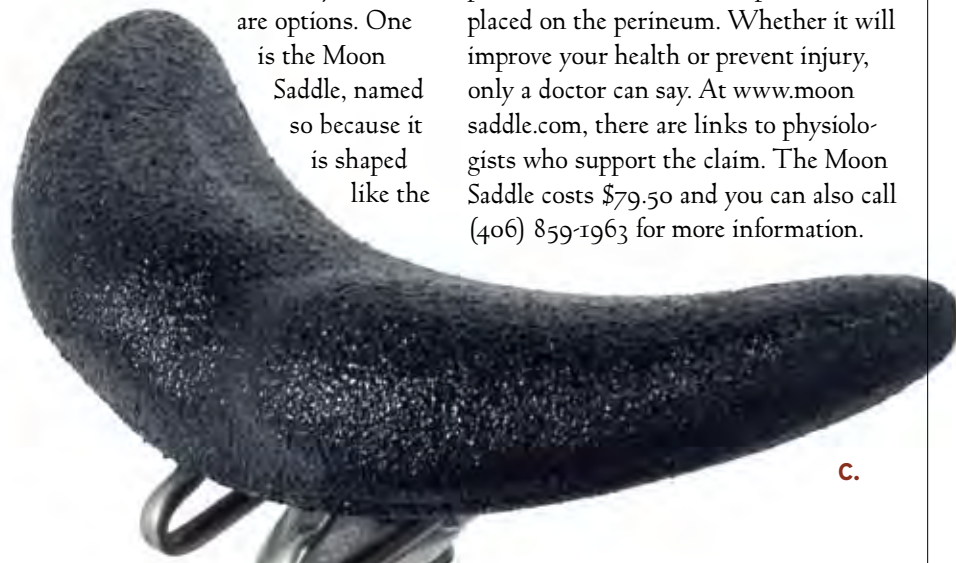 are options. One
is the Moon
Saddle, named
so because it
is shaped
like the
placed on the perineum. Whether it will
improve your health or prevent injury,
only a doctor can say. At www.moon
saddle.com, there are links to physiolo-
gists who support the claim. The Moon
Saddle costs $79.50 and you can also call
(406) 859-1963 for more information.
C.